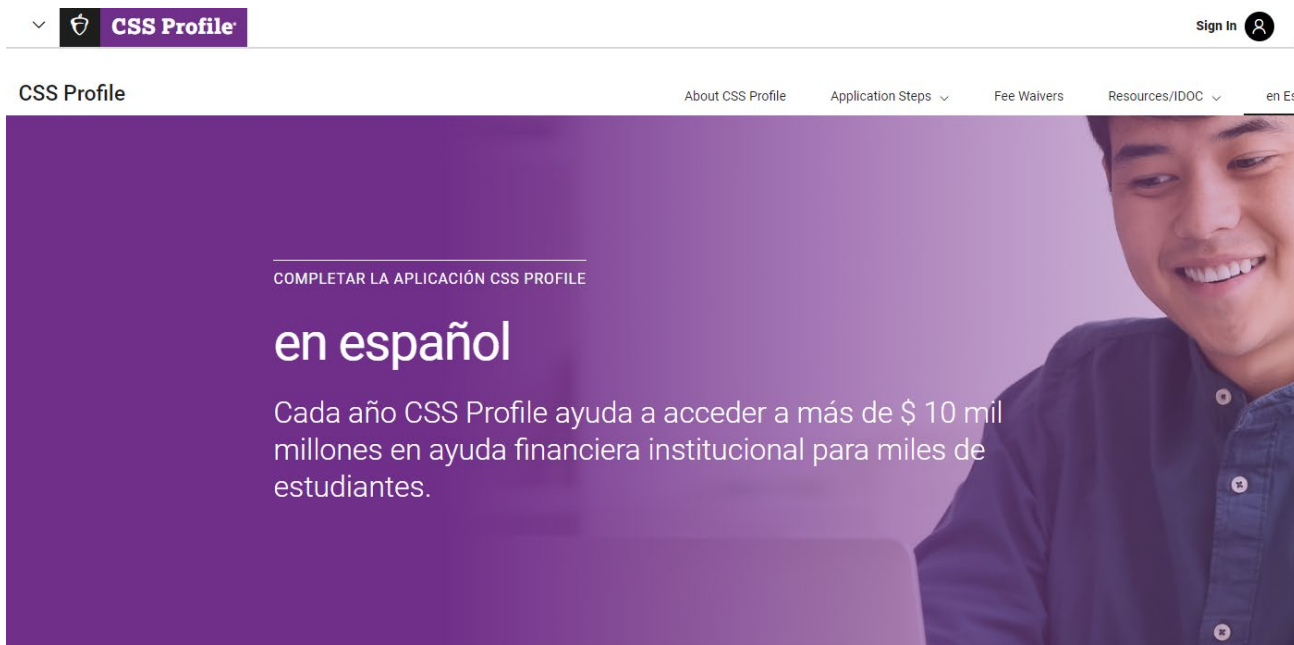 CSS Profile
Sign In
CSS Profile
About CSS Profile
Application Steps
Fee Waivers
Resources/IDOC
en Es
COMPLETAR LA APLICACIÓN CSS PROFILE
en español
Cada año CSS Profile ayuda a acceder a más de $ 10 mil
millones en ayuda financiera institucional para miles de
estudiantes.